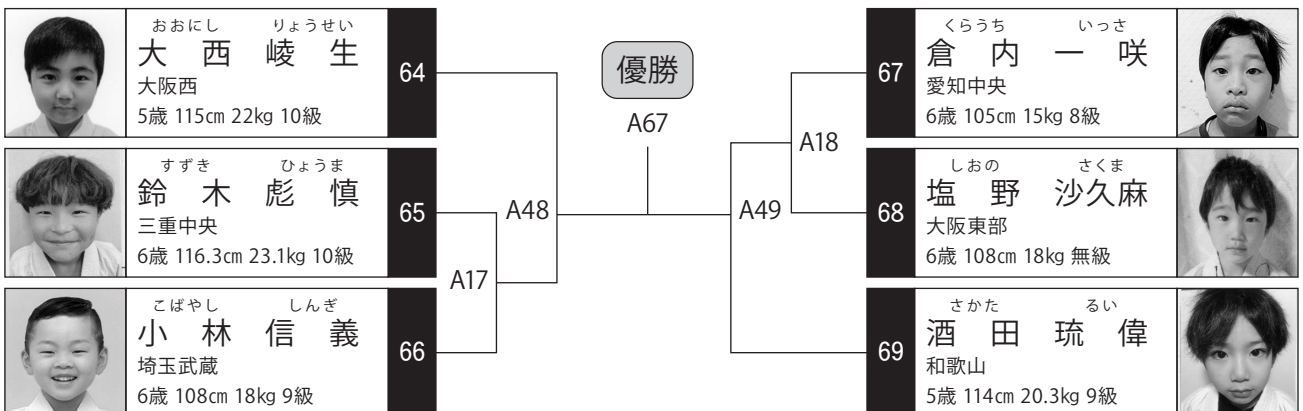 おおにし りょうせい
大西 崚生
大阪西
5歳 115cm 22kg 10級
64
すずき ひょうま
鈴木 彪慎
三重中央
6歳 116.3cm 23.1kg 10級
65
こばやし しんぎ
小林 信義
埼玉武蔵
6歳 108cm 18kg 9級
66
A17
A48
優勝
A67
A49
A18
67
くらうち いっさ
倉内 一咲
愛知中央
6歳 105cm 15kg 8級
68
しおの さくま
塩野 沙久麻
大阪東部
6歳 108cm 18kg 無級
69
さかた るい
酒田 琉偉
和歌山
5歳 114cm 20.3kg 9級